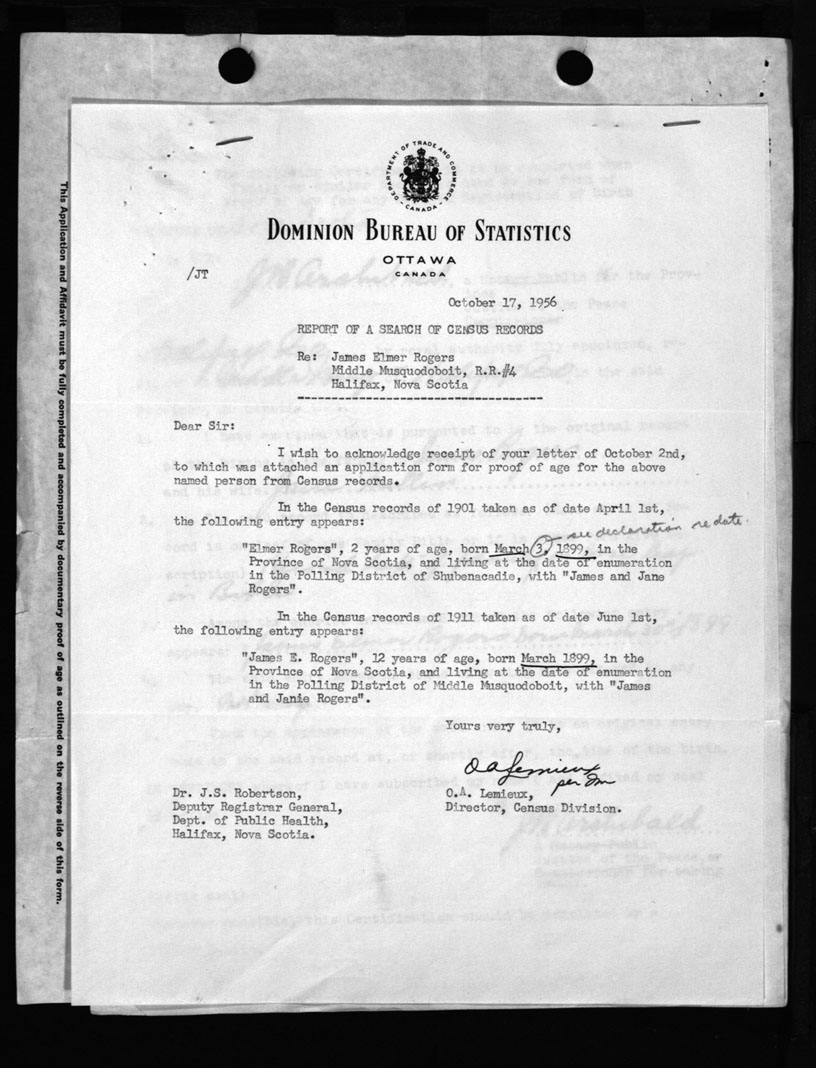 DEPARTMENT OF TRADE AND COMMERCE
CANADA
DOMINION BUREAU OF STATISTICS
OTTAWA
CANADA
/JT
October 17, 1956
REPORT OF A SEARCH OF CENSUS RECORDS
Re: James Elmer Rogers
Middle Musquodoboit, R.R.#4
Halifax, Nova Scotia
Dear Sir:
I wish to acknowledge receipt of your letter of October 2nd,
to which was attached an application form for proof of age for the above
named person from Census records.
In the Census records of 1901 taken as of date April 1st,
the following entry appears:
see declaration re date
"Elmer Rogers", 2 years of age, born March 3, 1899, in the
Province of Nova Scotia, and living at the date of enumeration
in the Polling District of Shubenacadie, with "James and Jane
Rogers".
In the Census records of 1911 taken as of date June 1st,
the following entry appears:
"James E. Rogers", 12 years of age, born March 1899, in the
Province of Nova Scotia, and living at the date of enumeration
in the Polling District of Middle Musquodoboit, with "James
and Janie Rogers".
Yours very truly,
O A Lemieux
per
O.A. Lemieux,
Director, Census Division.
Dr. J.S. Robertson,
Deputy Registrar General,
Dept. of Public Health,
Halifax, Nova Scotia.
This Application and Affidavit must be fully completed and accompanied by documentary proof of age as outlined on the reverse side of this form.